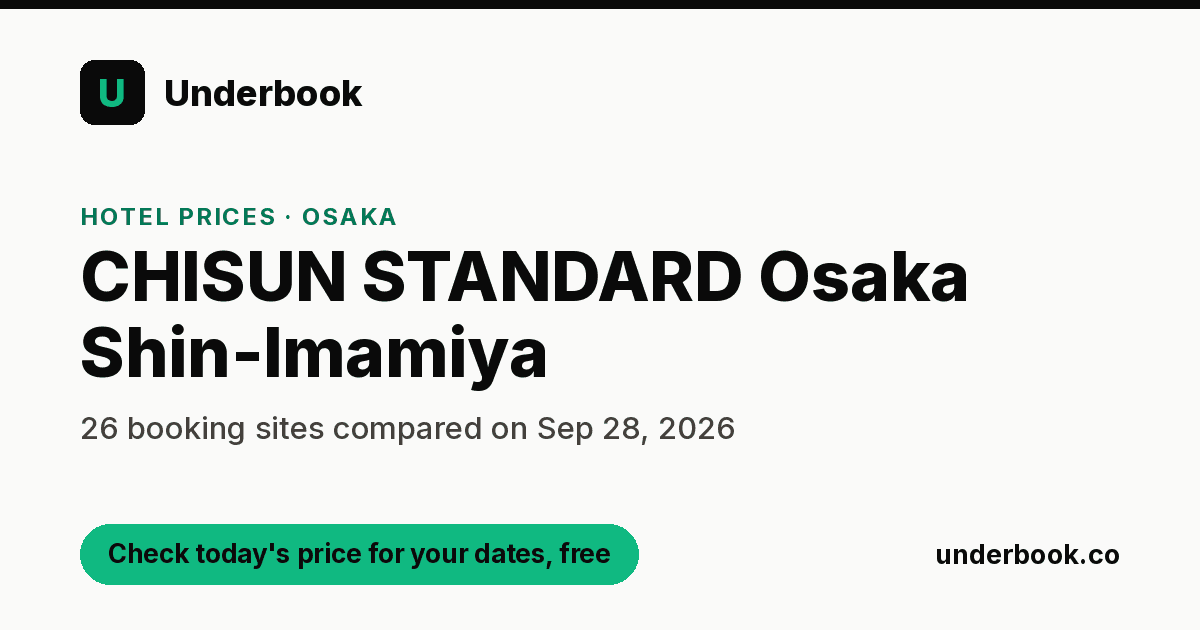 U Underbook
HOTEL PRICES · OSAKA
CHISUN STANDARD Osaka
Shin-Imamiya
26 booking sites compared on Sep 28, 2026
Check today's price for your dates, free
underbook.co